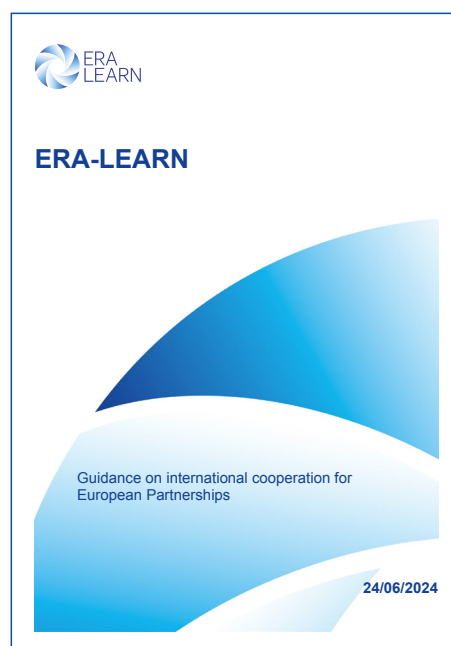 ERA
LEARN
ERA-LEARN
Guidance on international cooperation for
European Partnerships
24/06/2024